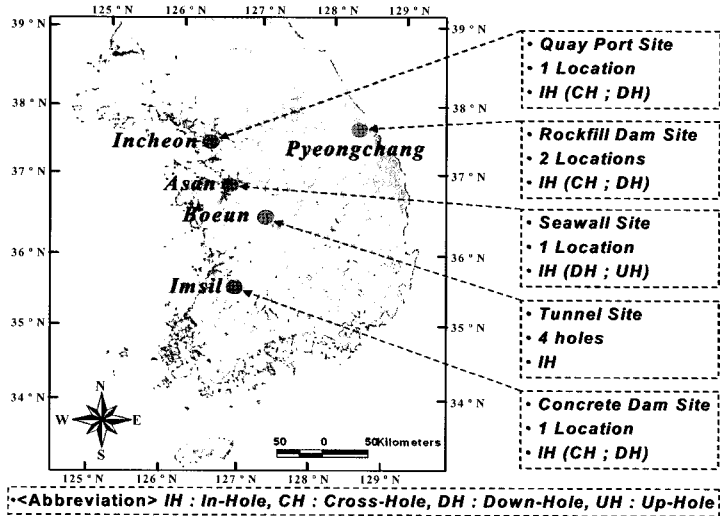 125 °N 126 °N 127 °N 128 °N 129 °N
39 °N
38 °N
37 °N
36 °N
35 °N
34 °N
39 °N
38 °N
37 °N
36 °N
35 °N
34 °N
Incheon
Pyeongchang
Asan
Boeun
Imsil
N
W E
S
50 0 50Kilometers
125 °N 126 °N 127 °N 128 °N 129 °N
• Quay Port Site
• 1 Location
• IH (CH ; DH)
• Rockfill Dam Site
• 2 Locations
• IH (CH ; DH)
• Seawall Site
• 1 Location
• IH (DH ; UH)
• Tunnel Site
• 4 holes
• IH
• Concrete Dam Site
• 1 Location
• IH (CH ; DH)
•<Abbreviation> IH : In-Hole, CH : Cross-Hole, DH : Down-Hole, UH : Up-Hole